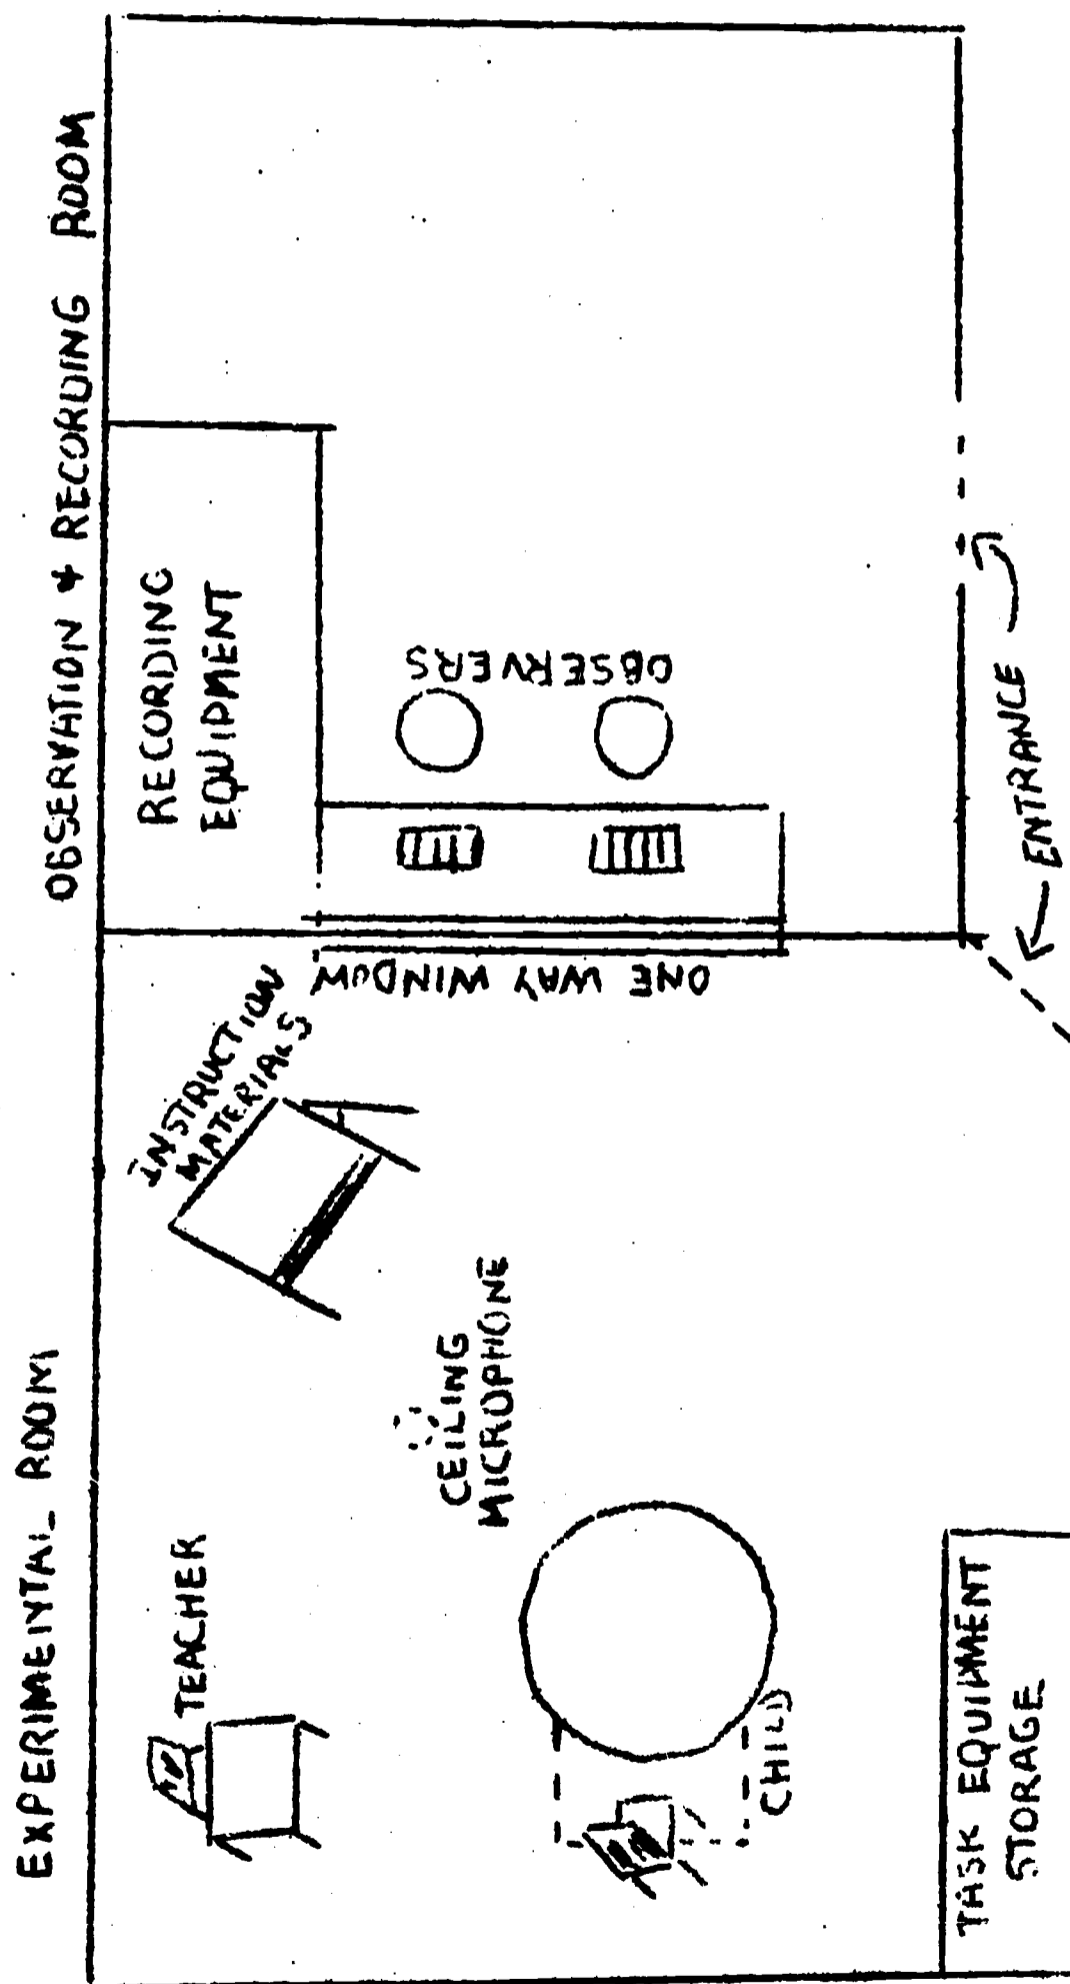 EXPERIMENTAL ROOM
OBSERVATION & RECORDING ROOM
TEACHER
INSTRUCTION
MATERIALS
RECORDING
EQUIPMENT
CEILING
MICROPHONE
ONE WAY WINDOW
OBSERVERS
CHILD
TASK EQUIPMENT
STORAGE
ENTRANCE